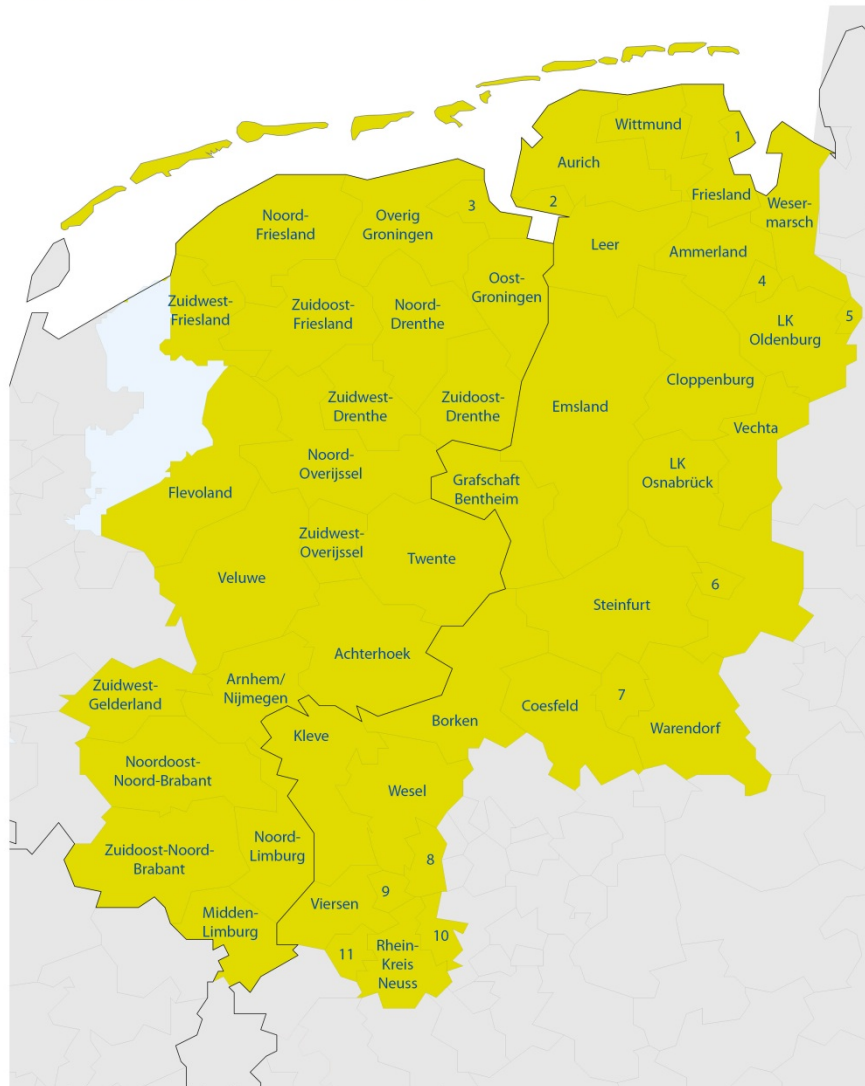 Wittmund
1
Aurich
Friesland
2
3
Weser-
marsch
Noord-
Friesland
Overig
Groningen
Leer
Ammerland
Oost-
Groningen
4
Zuidwest-
Friesland
Zuidoost-
Friesland
Noord-
Drenthe
5
LK
Oldenburg
Cloppenburg
Zuidwest-
Drenthe
Zuidoost-
Drenthe
Emsland
Vechta
Noord-
Overijssel
LK
Osnabrück
Grafschaft
Bentheim
Flevoland
Zuidwest-
Overijssel
Twente
Veluwe
6
Steinfurt
Achterhoek
Zuidwest-
Gelderland
Arnhem/
Nijmegen
7
Coesfeld
Borken
Warendorf
Kleve
Noordoost-
Noord-Brabant
Wesel
Noord-
Limburg
Zuidoost-Noord-
Brabant
8
9
Viersen
Midden-
Limburg
10
11
Rhein-
Kreis
Neuss